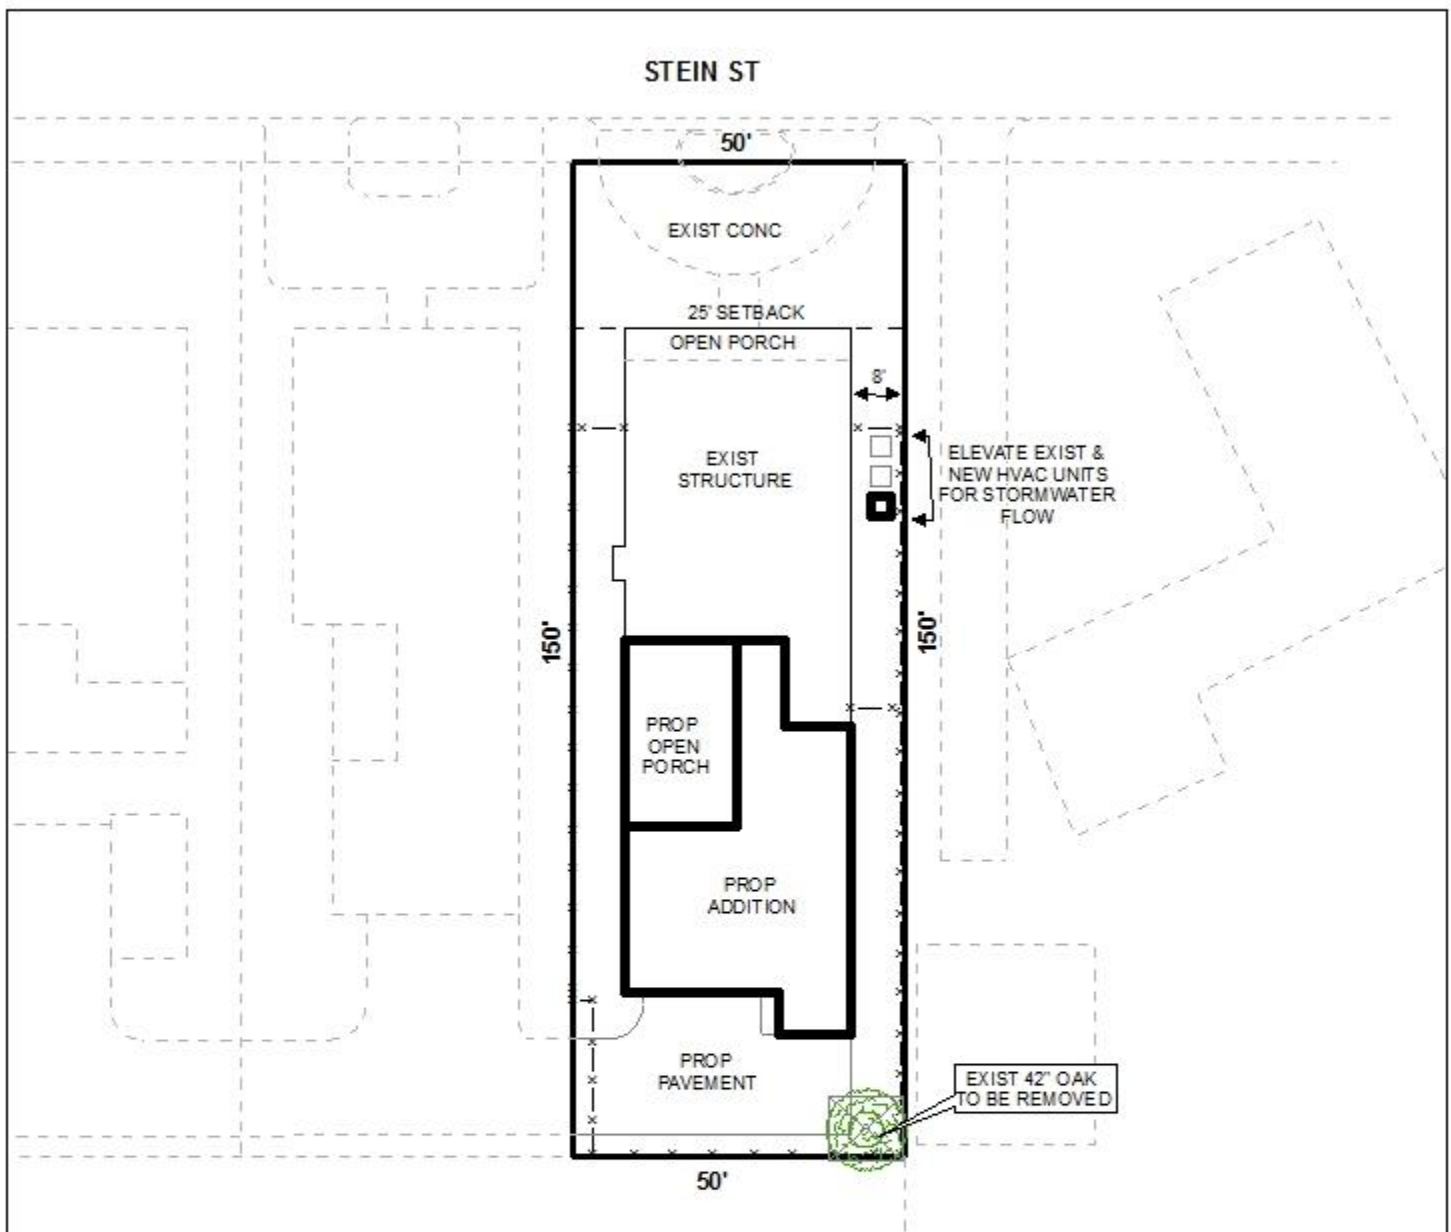 STEIN ST
50'
EXIST CONC
25' SETBACK
OPEN PORCH
8'
EXIST
STRUCTURE
ELEVATE EXIST &
NEW HVAC UNITS
FOR STORMWATER
FLOW
150'
150'
PROP
OPEN
PORCH
PROP
ADDITION
PROP
PAVEMENT
EXIST 42" OAK
TO BE REMOVED
50'